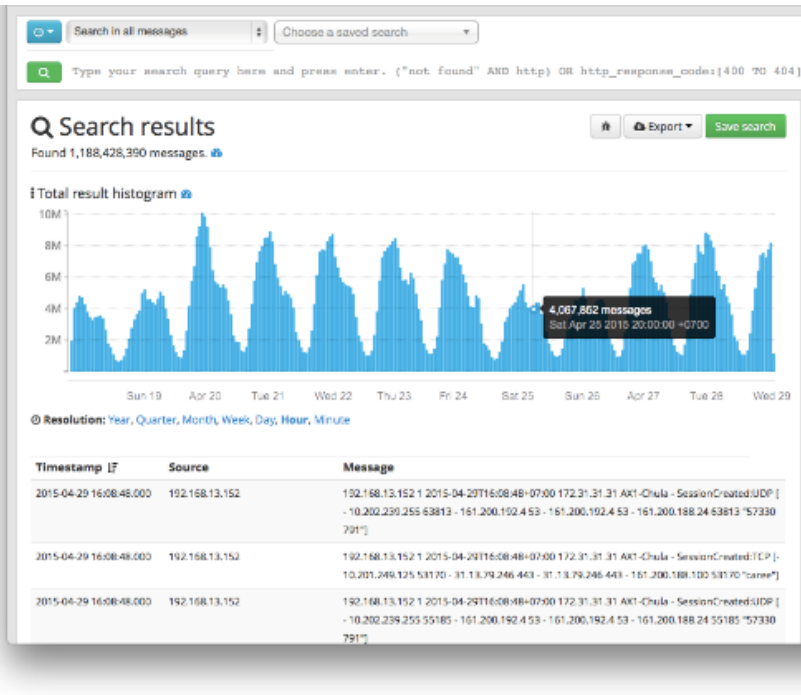 Search in all messages
Choose a saved search
Type your search query here and press enter. ("not found" AND http) OR http_response_code:[400 TO 404]
Search results
Export
Save search
Found 1,188,428,390 messages.
Total result histogram
10M
8M
6M
4M
2M
4,067,862 messages
Sat Apr 25 2015 20:00:00 +0700
Sun 19 Apr 20 Tue 21 Wed 22 Thu 23 Fri 24 Sat 25 Sun 26 Apr 27 Tue 28 Wed 29
Resolution: Year, Quarter, Month, Week, Day, Hour, Minute
Timestamp Source Message
2015-04-29 16:08:48.000 192.168.13.152 192.168.13.152 1 2015-04-29T16:08:48+07:00 172.31.31.31 AX1-Chula - SessionCreated:UDP [
- 10.202.239.255 63813 - 161.200.192.4 53 - 161.200.192.4 53 - 161.200.188.24 63813 "57330
791"]
2015-04-29 16:08:48.000 192.168.13.152 192.168.13.152 1 2015-04-29T16:08:48+07:00 172.31.31.31 AX1-Chula - SessionCreated:TCP [-
10.201.249.125 53170 - 31.13.79.246 443 - 31.13.79.246 443 - 161.200.188.100 53170 "caree"]
2015-04-29 16:08:48.000 192.168.13.152 192.168.13.152 1 2015-04-29T16:08:48+07:00 172.31.31.31 AX1-Chula - SessionCreated:UDP [
- 10.202.239.255 55185 - 161.200.192.4 53 - 161.200.192.4 53 - 161.200.188.24 55185 "57330
791"]